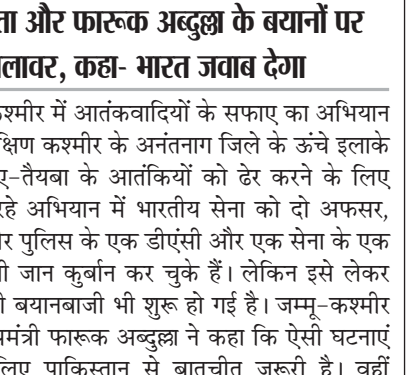 ता और फारूक अब्दुल्ला के बयानों पर
लावर, कहा- भारत जवाब देगा
श्मीर में आतंकवादियों के सफाए का अभियान
क्षिण कश्मीर के अनंतनाग जिले के ऊंचे इलाके
ए-तैयबा के आतंकियों को ढेर करने के लिए
रहे अभियान में भारतीय सेना को दो अफसर,
र पुलिस के एक डीएसी और एक सेना के एक
ी जान कुर्बान कर चुके हैं। लेकिन इसे लेकर
ी बयानबाजी भी शुरू हो गई है। जम्मू-कश्मीर
मंत्री फारूक अब्दुल्ला ने कहा कि ऐसी घटनाएं
लिए पाकिस्तान से बातचीत जरूरी है। वहीं